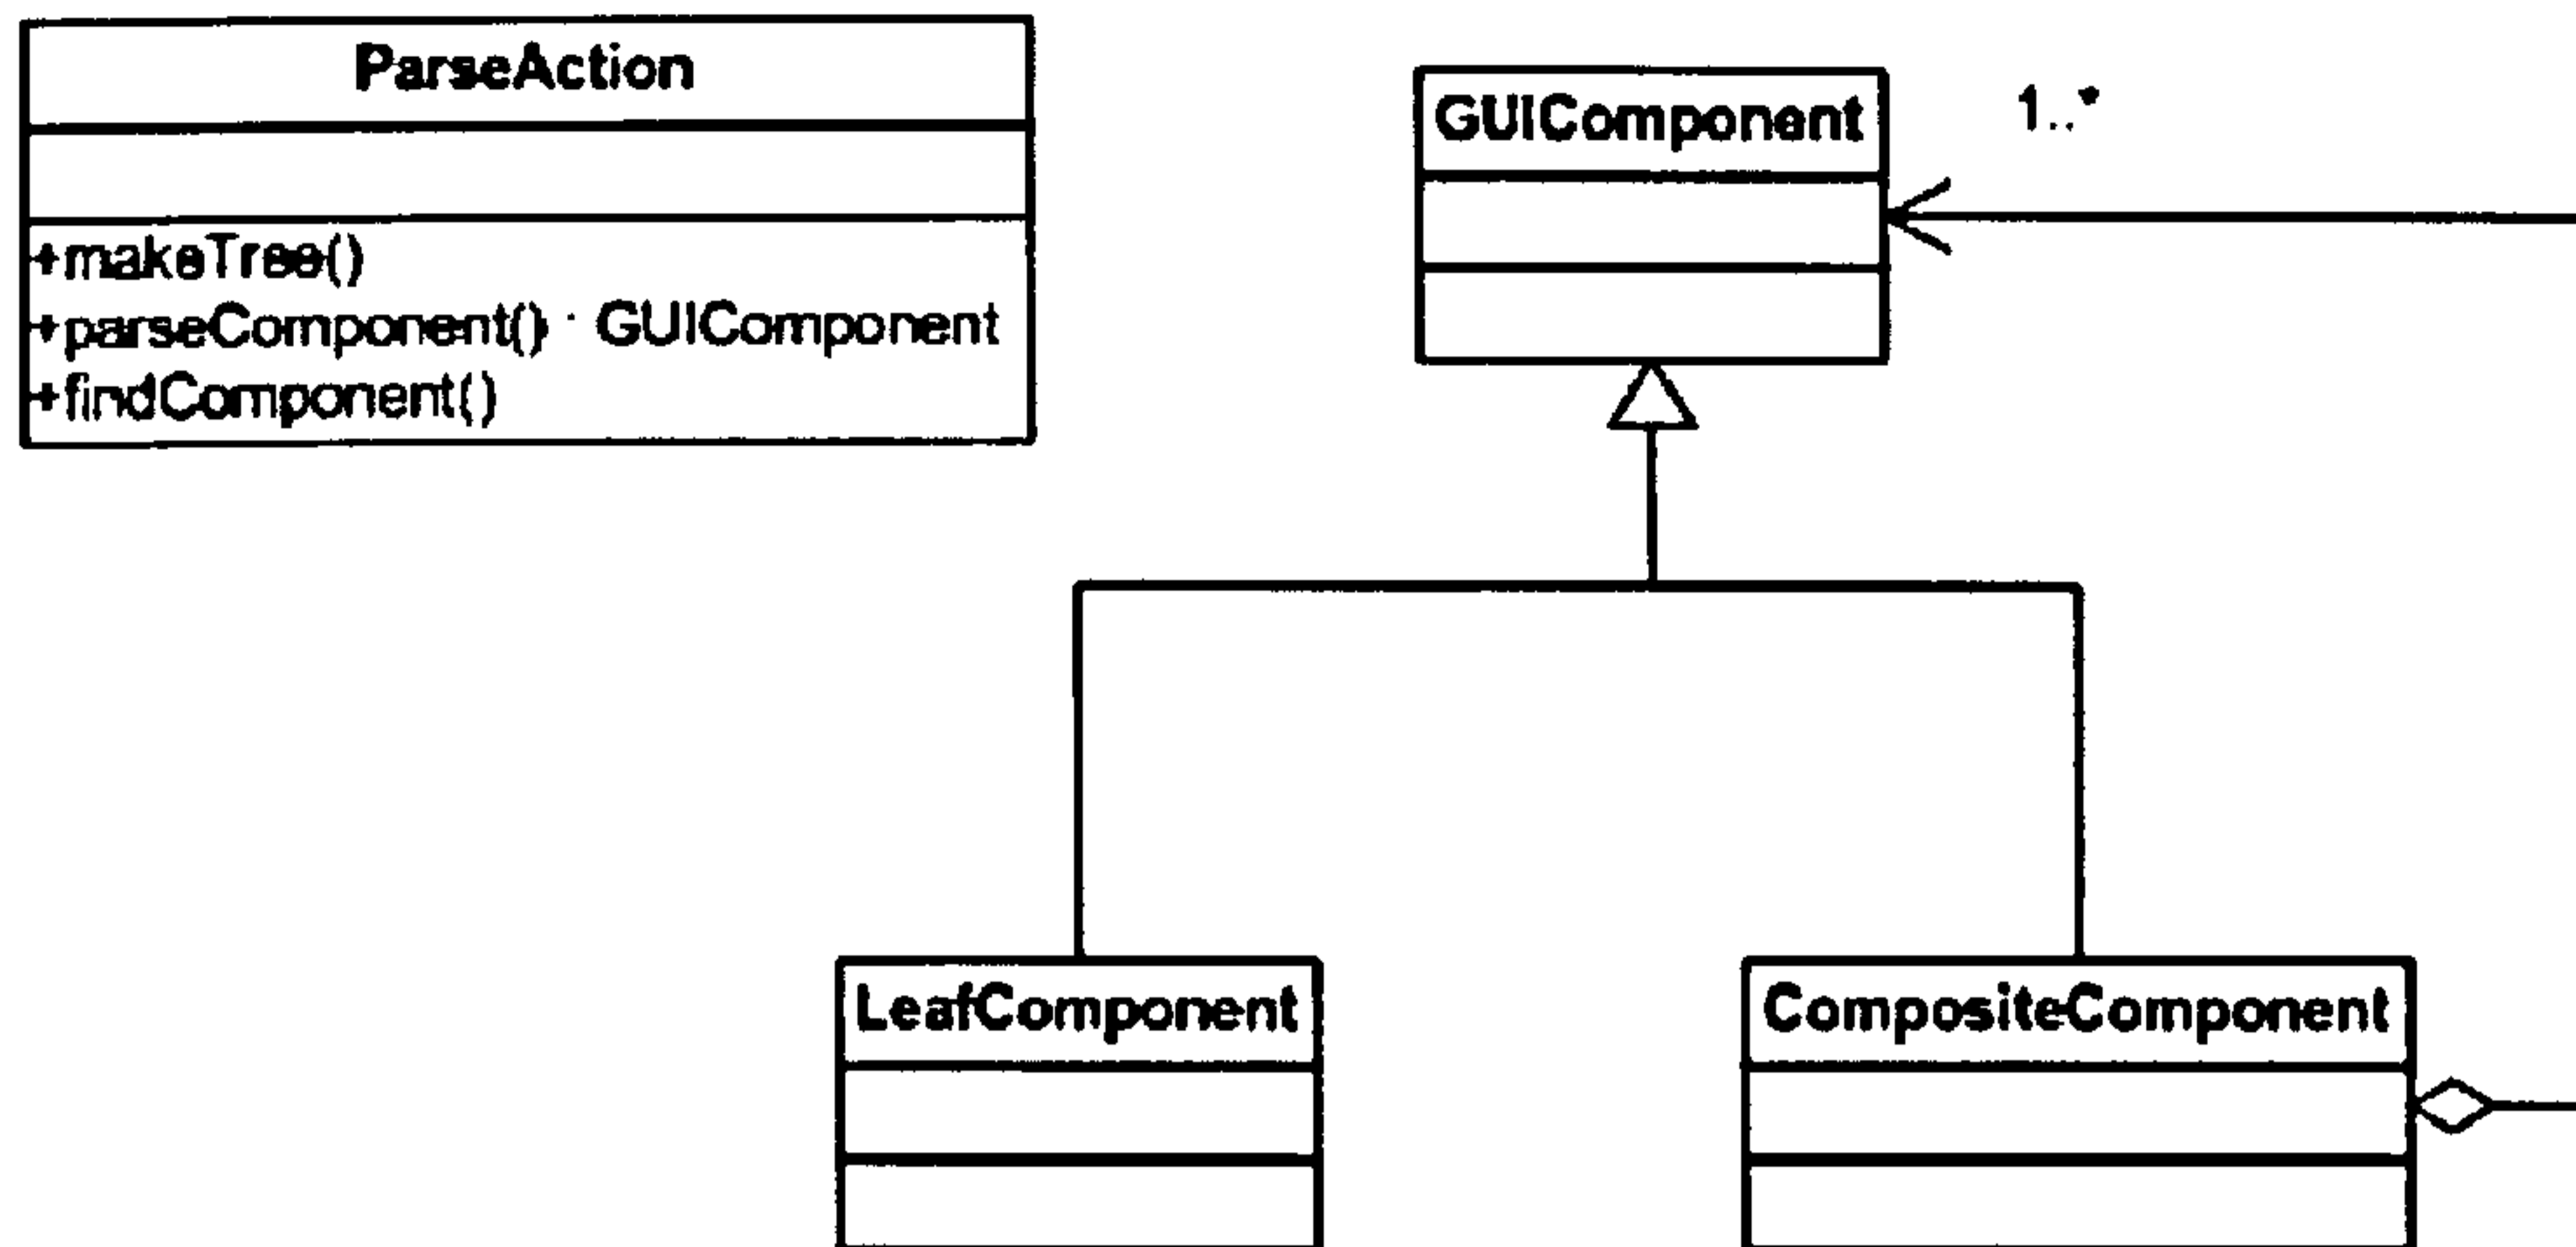 ParseAction
+makeTree()
+parseComponent() : GUIComponent
+findComponent()
GUIComponent
1..*
LeafComponent
CompositeComponent